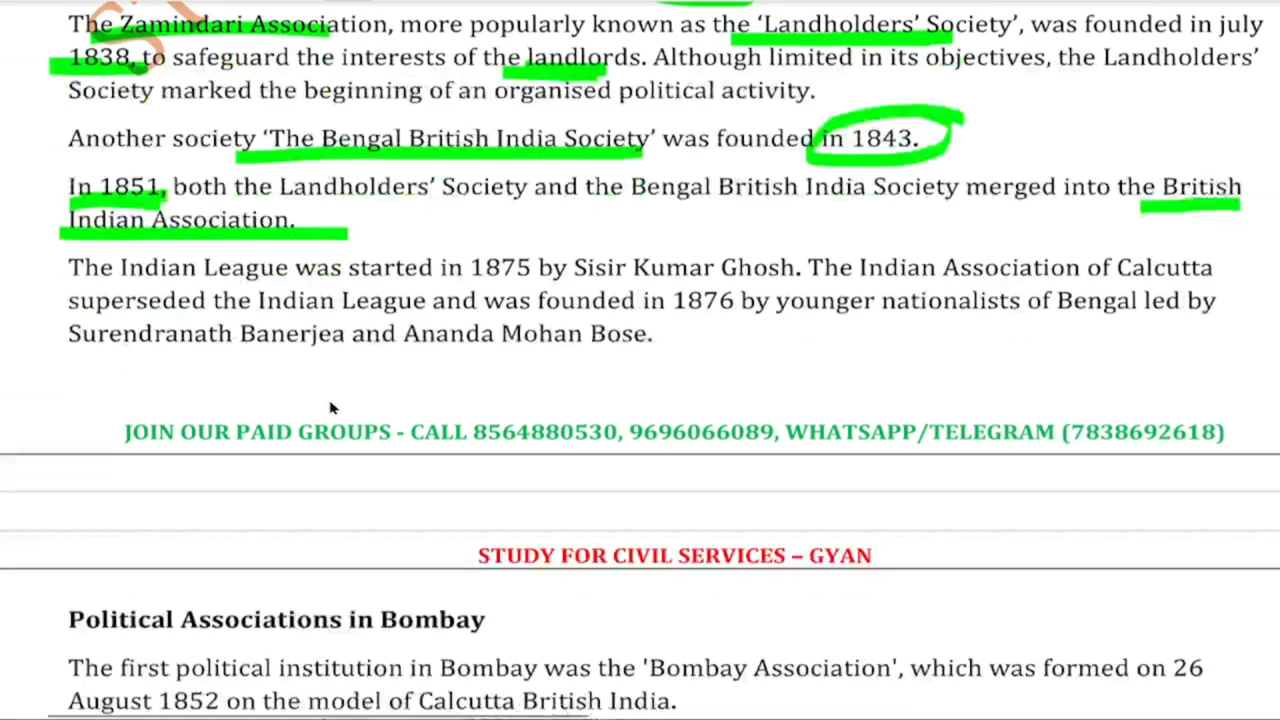 The Zamindari Association, more popularly known as the ‘Landholders’ Society’, was founded in july
1838, to safeguard the interests of the landlords. Although limited in its objectives, the Landholders’
Society marked the beginning of an organised political activity.
Another society ‘The Bengal British India Society’ was founded in 1843.
In 1851, both the Landholders’ Society and the Bengal British India Society merged into the British
Indian Association.
The Indian League was started in 1875 by Sisir Kumar Ghosh. The Indian Association of Calcutta
superseded the Indian League and was founded in 1876 by younger nationalists of Bengal led by
Surendranath Banerjea and Ananda Mohan Bose.
JOIN OUR PAID GROUPS - CALL 8564880530, 9696066089, WHATSAPP/TELEGRAM (7838692618)
STUDY FOR CIVIL SERVICES – GYAN
Political Associations in Bombay
The first political institution in Bombay was the 'Bombay Association', which was formed on 26
August 1852 on the model of Calcutta British India.